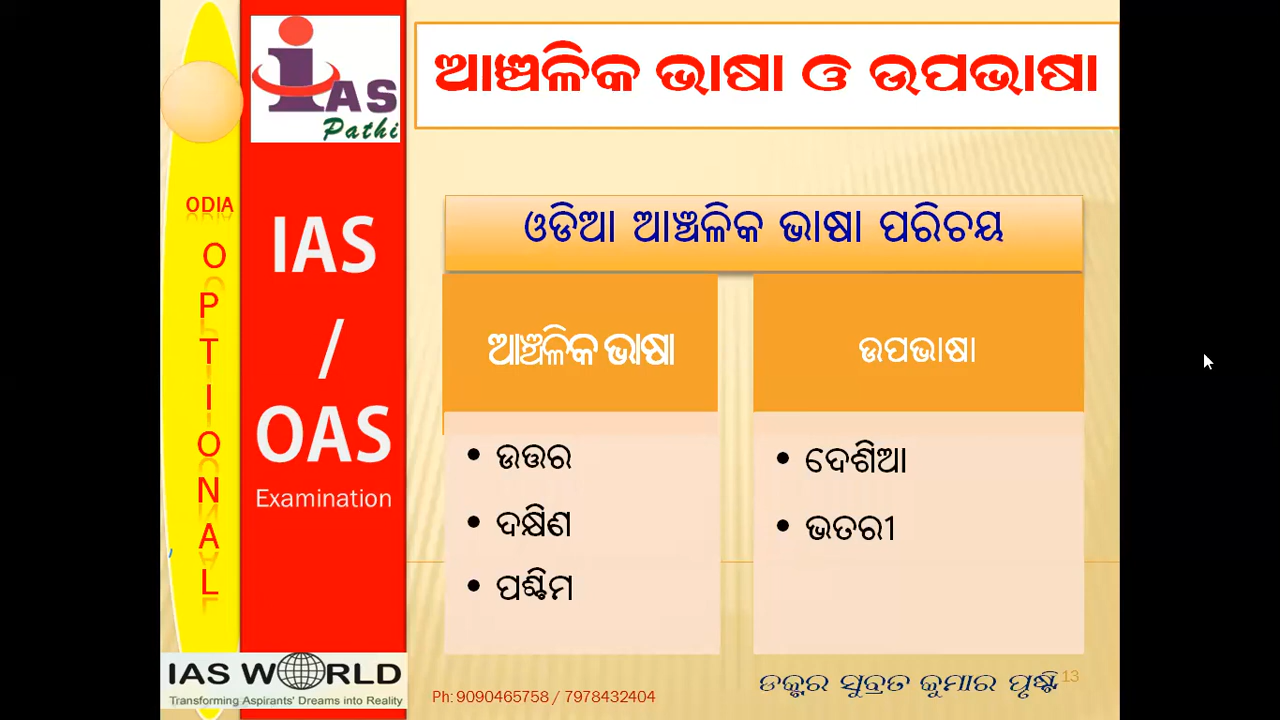 ଆଞ୍ଚଳିକ ଭାଷା ଓ ଉପଭାଷା
iAS
Pathi
ODIA
OPTIONAL
IAS
/
OAS
Examination
ଓଡିଆ ଆଞ୍ଚଳିକ ଭାଷା ପରିଚୟ
ଆଞ୍ଚଳିକ ଭାଷା
• ଉତ୍ତର
• ଦକ୍ଷିଣ
• ପଶ୍ଚିମ
ଉପଭାଷା
• ଦେଶିଆ
• ଭତରୀ
IAS WORLD
Transforming Aspirants' Dreams into Reality
Ph: 9090465758 / 7978432404
ଡକ୍ଟର ସୁବ୍ରତ କୁମାର ପୃଷ୍ଟି
13